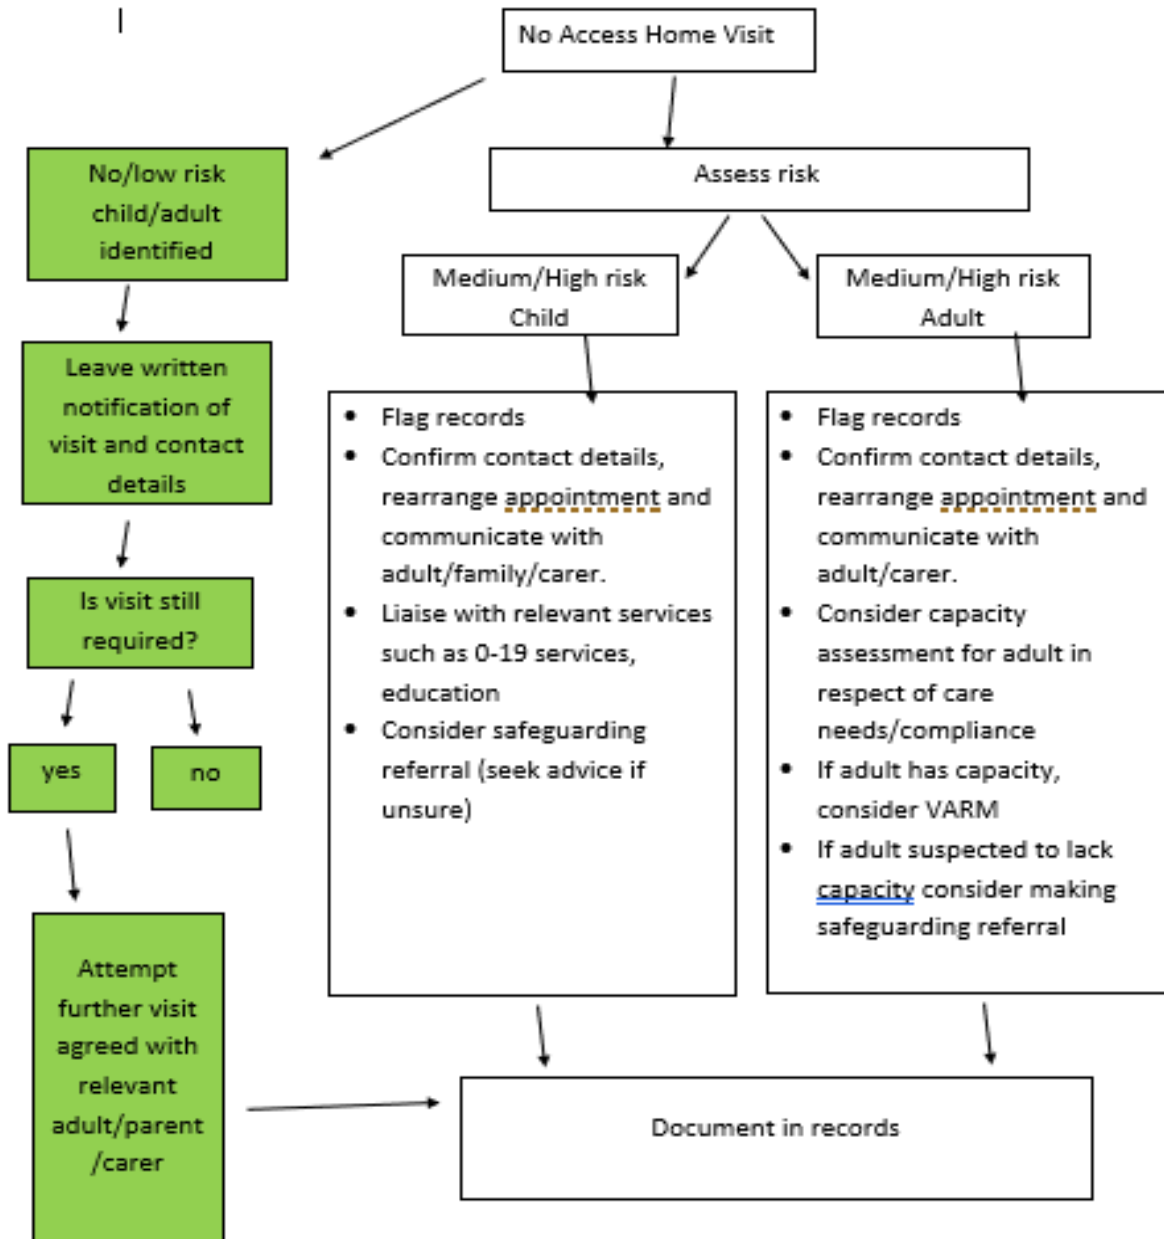 No Access Home Visit
No/low risk
child/adult
identified
Assess risk
Medium/High risk
Child
Medium/High risk
Adult
Leave written
notification of
visit and contact
details
Is visit still
required?
yes
no
Attempt
further visit
agreed with
relevant
adult/parent
/carer
• Flag records
• Confirm contact details,
rearrange appointment and
communicate with
adult/family/carer.
• Liaise with relevant services
such as 0-19 services,
education
• Consider safeguarding
referral (seek advice if
unsure)
• Flag records
• Confirm contact details,
rearrange appointment and
communicate with
adult/carer.
• Consider capacity
assessment for adult in
respect of care
needs/compliance
• If adult has capacity,
consider VARM
• If adult suspected to lack
capacity consider making
safeguarding referral
Document in records